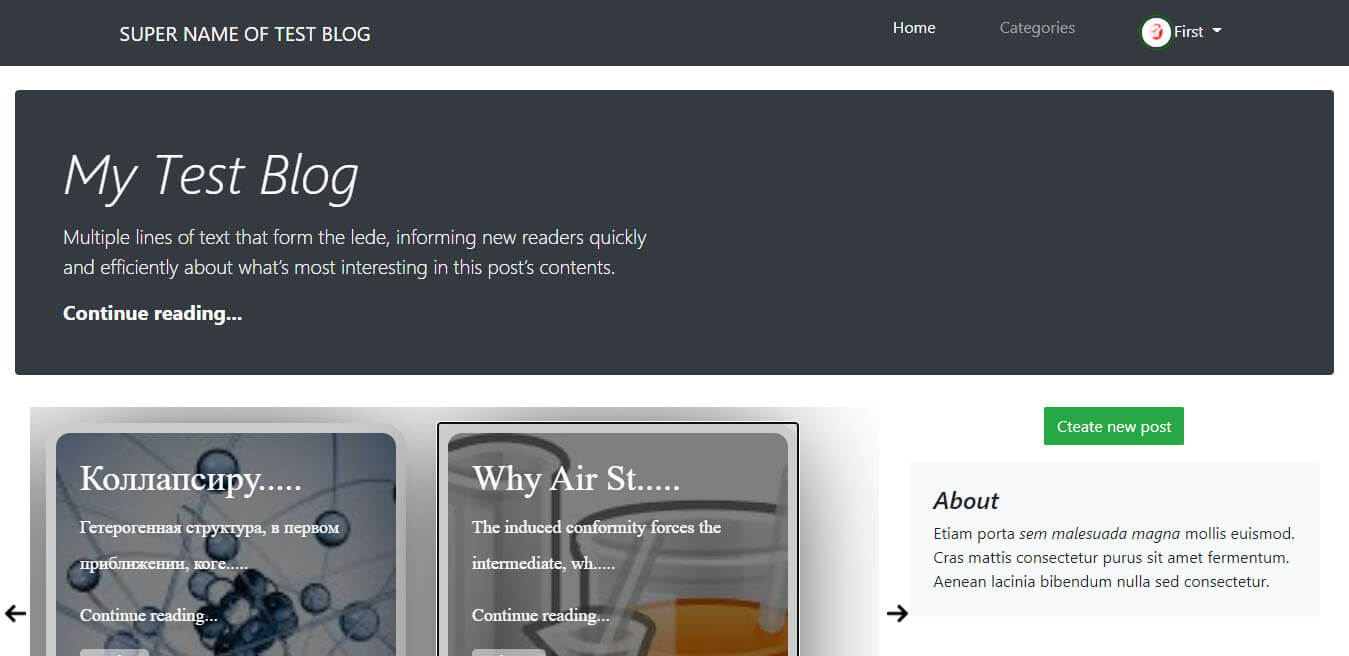 SUPER NAME OF TEST BLOG
Home
Categories
First
My Test Blog
Multiple lines of text that form the lede, informing new readers quickly
and efficiently about what’s most interesting in this post’s contents.
Continue reading...
Коллапсиру.....
Гетерогенная структура, в первом
приближении, коге.....
Continue reading...
Why Air St.....
The induced conformity forces the
intermediate, wh.....
Continue reading...
Cteate new post
About
Etiam porta sem malesuada magna mollis euismod.
Cras mattis consectetur purus sit amet fermentum.
Aenean lacinia bibendum nulla sed consectetur.